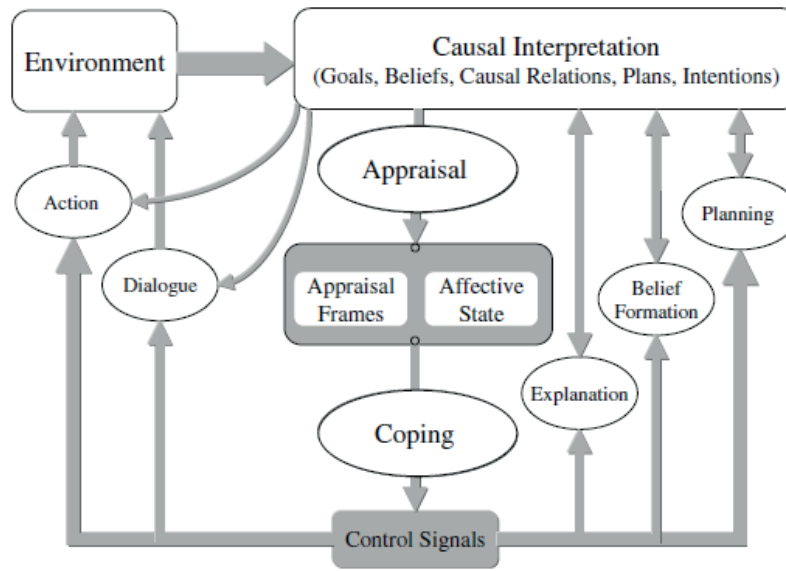 Environment
Causal Interpretation
(Goals, Beliefs, Causal Relations, Plans, Intentions)
Appraisal
Action
Planning
Dialogue
Appraisal
Frames
Affective
State
Belief
Formation
Explanation
Coping
Control Signals